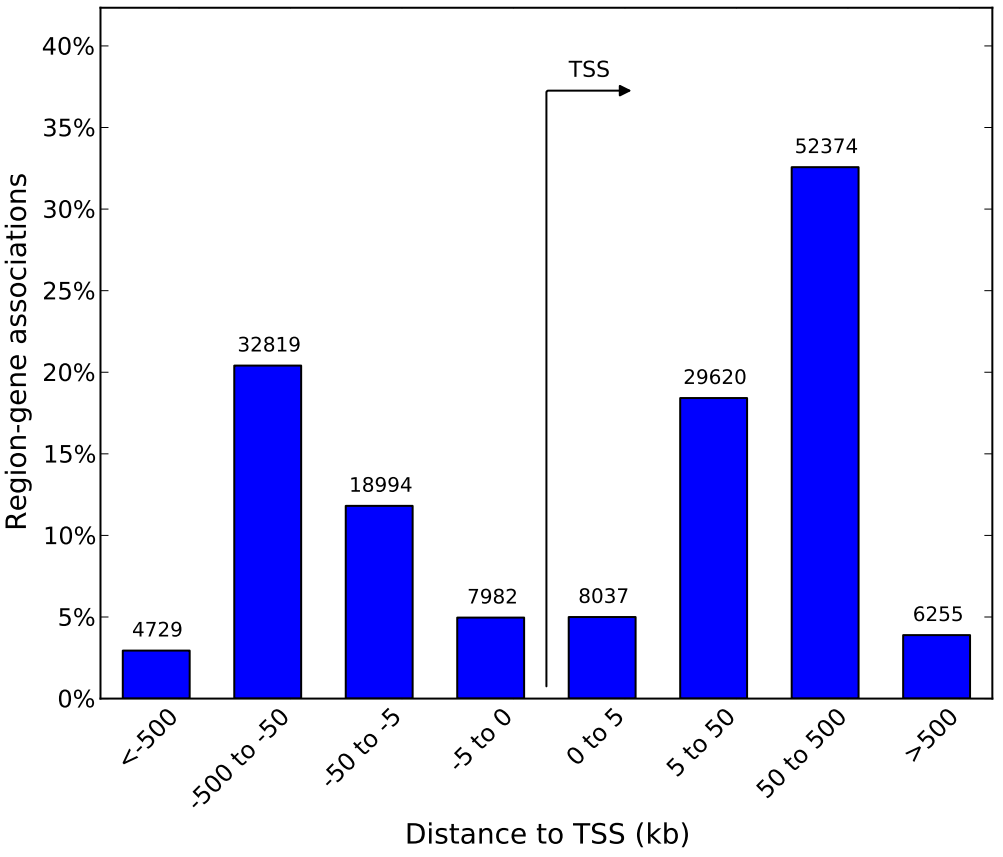 TSS
40%
35%
30%
25%
20%
15%
10%
5%
0%
Region-gene associations
4729
32819
18994
7982
8037
29620
52374
6255
<-500
-500 to -50
-50 to -5
-5 to 0
0 to 5
5 to 50
50 to 500
>500
Distance to TSS (kb)